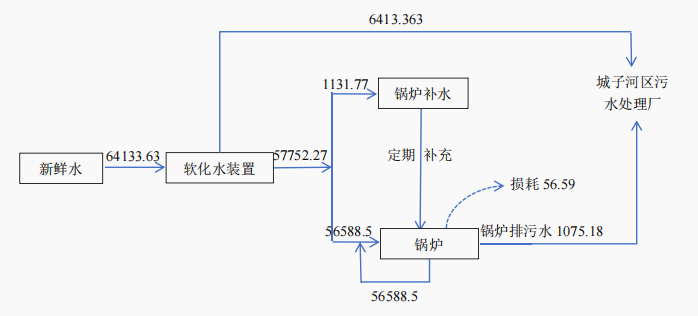 6413.363
城子河区污
水处理厂
1131.77
锅炉补水
新鲜水
64133.63
软化水装置
57752.27
定期 补充
损耗 56.59
56588.5
锅炉
锅炉排污水 1075.18
56588.5